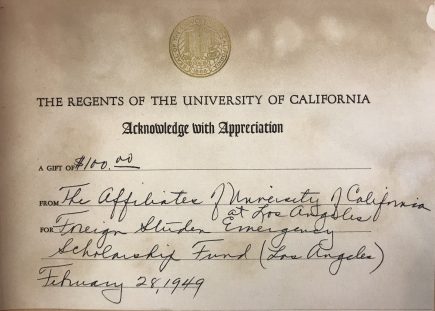 THE REGENTS OF THE UNIVERSITY OF CALIFORNIA
Acknowledge with Appreciation
A GIFT OF $100.00
FROM The Affiliates of University of California
at Los Angeles
FOR Foreign Studen Emergency
Scholarship Fund (Los Angeles)
February 28, 1949